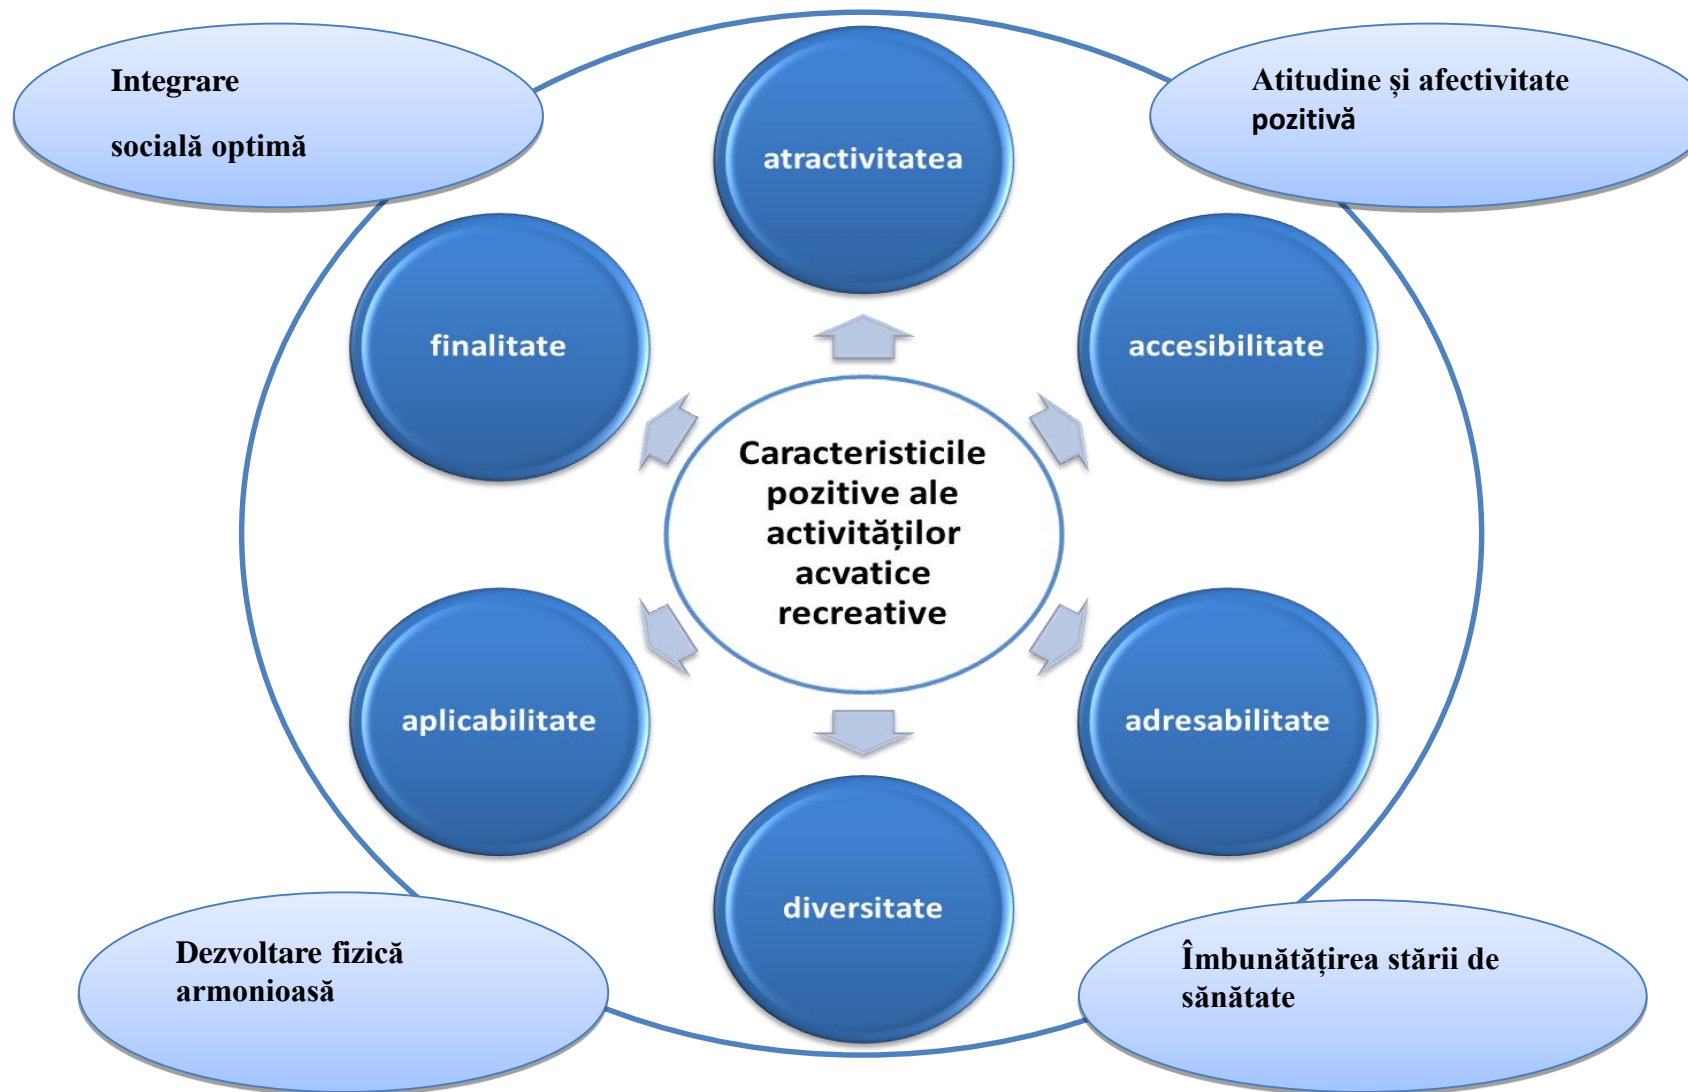 Integrare
socială optimă
Atitudine și afectivitate
pozitivă
atractivitatea
finalitate
accesibilitate
Caracteristicile
pozitive ale
activităților
acvatice
recreative
aplicabilitate
adresabilitate
diversitate
Dezvoltare fizică
armonioasă
Îmbunătățirea stării de
sănătate